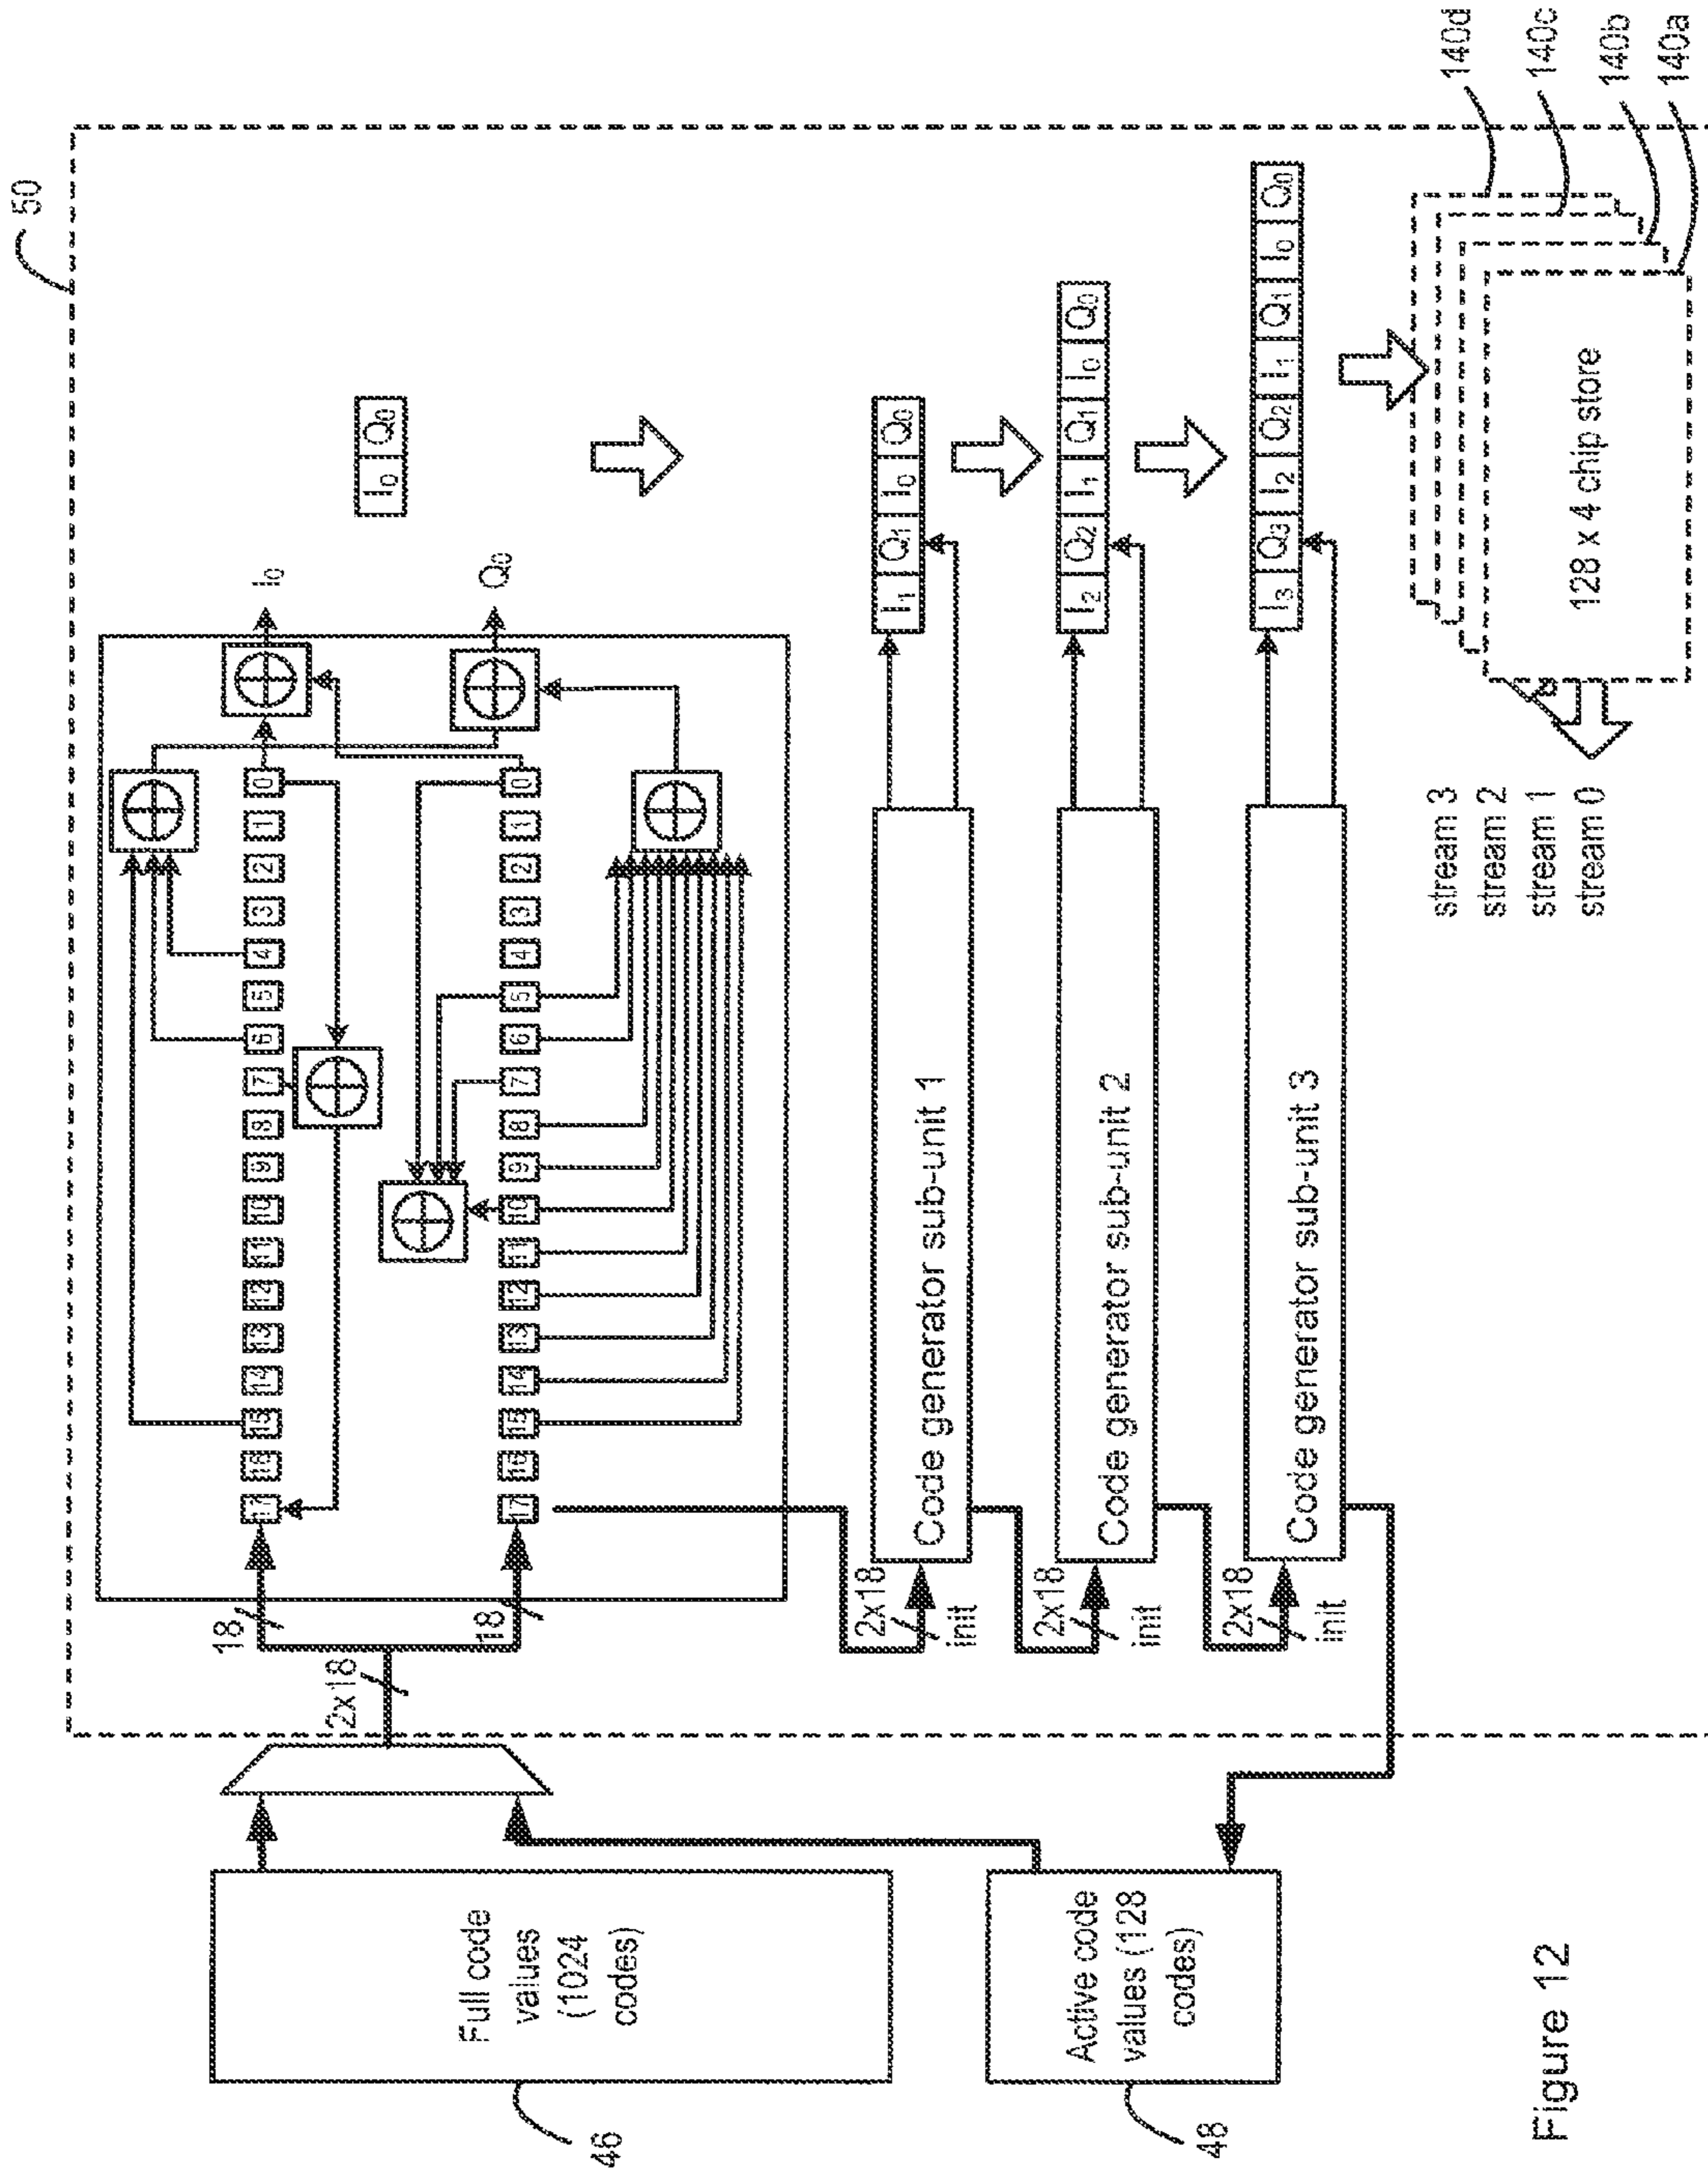 50
Full code
values
(1024
codes)
46
Active code
values (128
codes)
48
2x18
18
18
17 16 15 14 13 12 11 10 9 8 7 6 5 4 3 2 1 0
17 16 15 14 13 12 11 10 9 8 7 6 5 4 3 2 1 0
I0
Q0
I0 Q0
2x18
init
Code generator sub-unit 1
I1 Q1 I0 Q0
2x18
init
Code generator sub-unit 2
I2 Q2 I1 Q1 I0 Q0
2x18
init
Code generator sub-unit 3
I3 Q3 I2 Q2 I1 Q1 I0 Q0
stream 3
stream 2
stream 1
stream 0
128 x 4 chip store
140d
140c
140b
140a
Figure 12